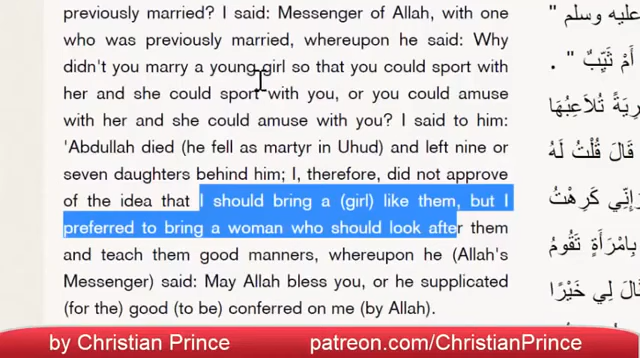 previously married? I said: Messenger of Allah, with one
who was previously married, whereupon he said: Why
didn't you marry a young girl so that you could sport with
her and she could sport with you, or you could amuse
with her and she could amuse with you? I said to him:
'Abdullah died (he fell as martyr in Uhud) and left nine or
seven daughters behind him; I, therefore, did not approve
of the idea that I should bring a (girl) like them, but I
preferred to bring a woman who should look after them
and teach them good manners, whereupon he (Allah's
Messenger) said: May Allah bless you, or he supplicated
(for the) good (to be) conferred on me (by Allah).
عليه وسلم "
أَمْ ثَيِّبٌ " .
تُلاَعِبُهَا
قَالَ قُلْتُ لَهُ
كَرِهْتُ
بِامْرَأَةٍ تَقُومُ
قَالَ لِي خَيْرًا
by Christian Prince patreon.com/ChristianPrince